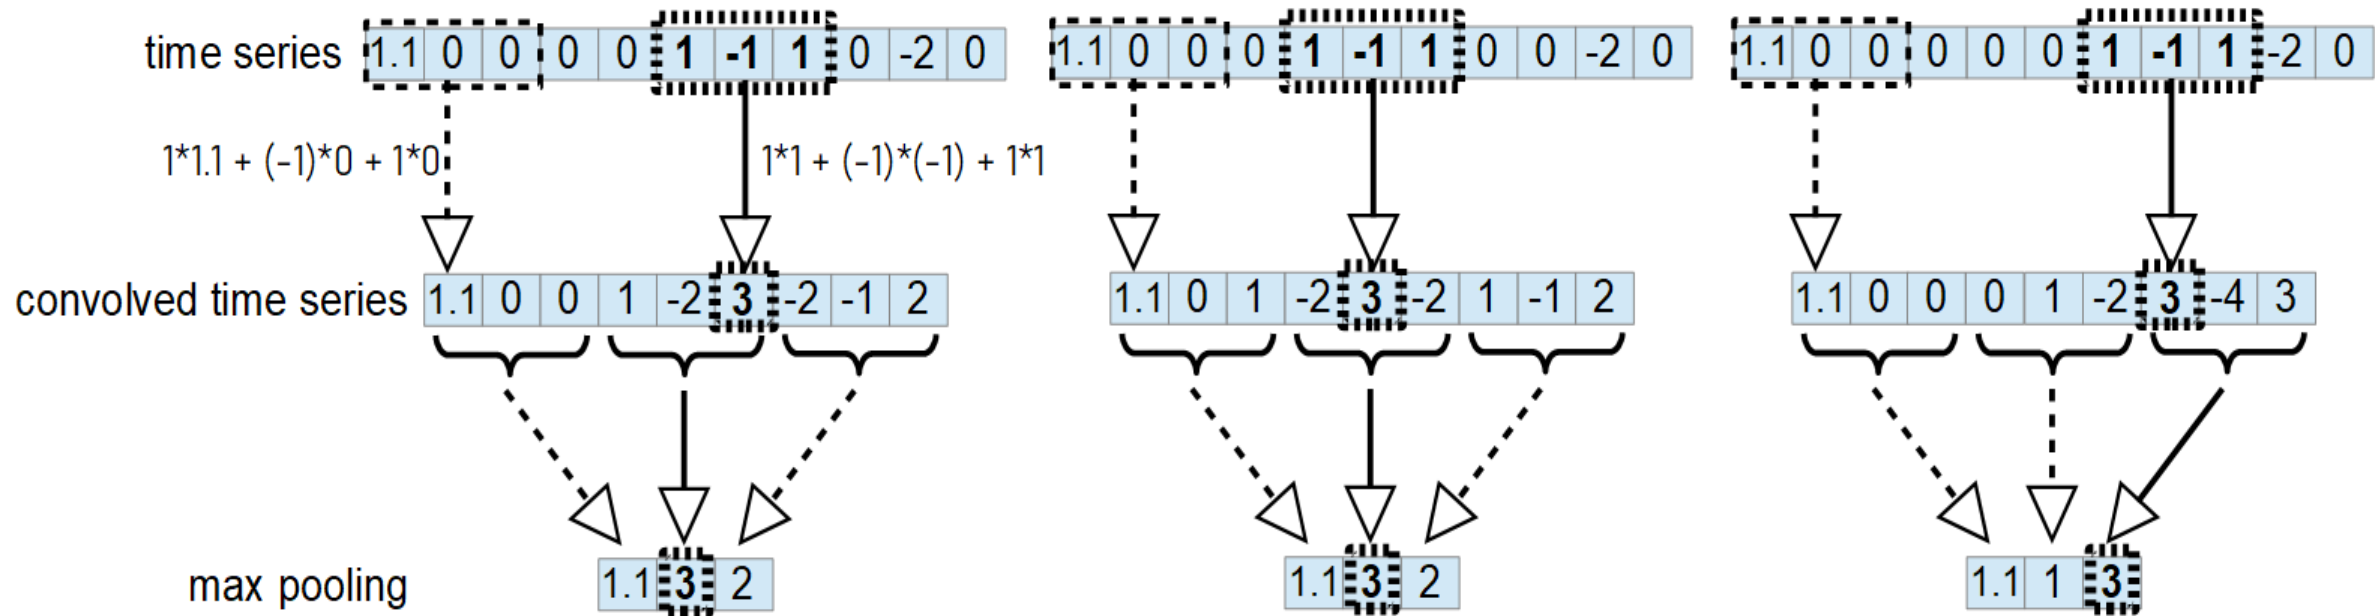 time series 1.1 0 0 0 0 1 -1 1 0 -2 0 1.1 0 0 0 1 -1 1 0 0 -2 0 1.1 0 0 0 0 0 1 -1 1 -2 0
1*1.1 + (-1)*0 + 1*0 1*1 + (-1)*(-1) + 1*1
convolved time series 1.1 0 0 1 -2 3 -2 -1 2 1.1 0 1 -2 3 -2 1 -1 2 1.1 0 0 0 1 -2 3 -4 3
max pooling 1.1 3 2 1.1 3 2 1.1 1 3